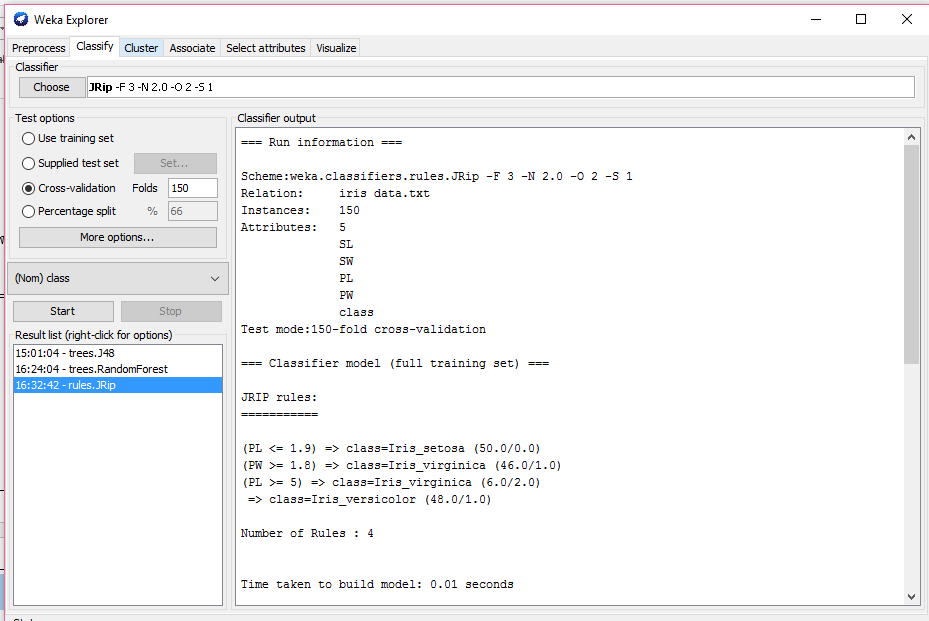 Weka Explorer
Preprocess Classify Cluster Associate Select attributes Visualize
Classifier
Choose JRip -F 3 -N 2.0 -O 2 -S 1
Test options
Use training set
Supplied test set Set...
Cross-validation Folds 150
Percentage split % 66
More options...
(Nom) class
Start Stop
Result list (right-click for options)
15:01:04 - trees.J48
16:24:04 - trees.RandomForest
16:32:42 - rules.JRip
Classifier output
=== Run information ===
Scheme:weka.classifiers.rules.JRip -F 3 -N 2.0 -O 2 -S 1
Relation: iris data.txt
Instances: 150
Attributes: 5
SL
SW
PL
PW
class
Test mode:150-fold cross-validation
=== Classifier model (full training set) ===
JRIP rules:
===========
(PL <= 1.9) => class=Iris_setosa (50.0/0.0)
(PW >= 1.8) => class=Iris_virginica (46.0/1.0)
(PL >= 5) => class=Iris_virginica (6.0/2.0)
=> class=Iris_versicolor (48.0/1.0)
Number of Rules : 4
Time taken to build model: 0.01 seconds